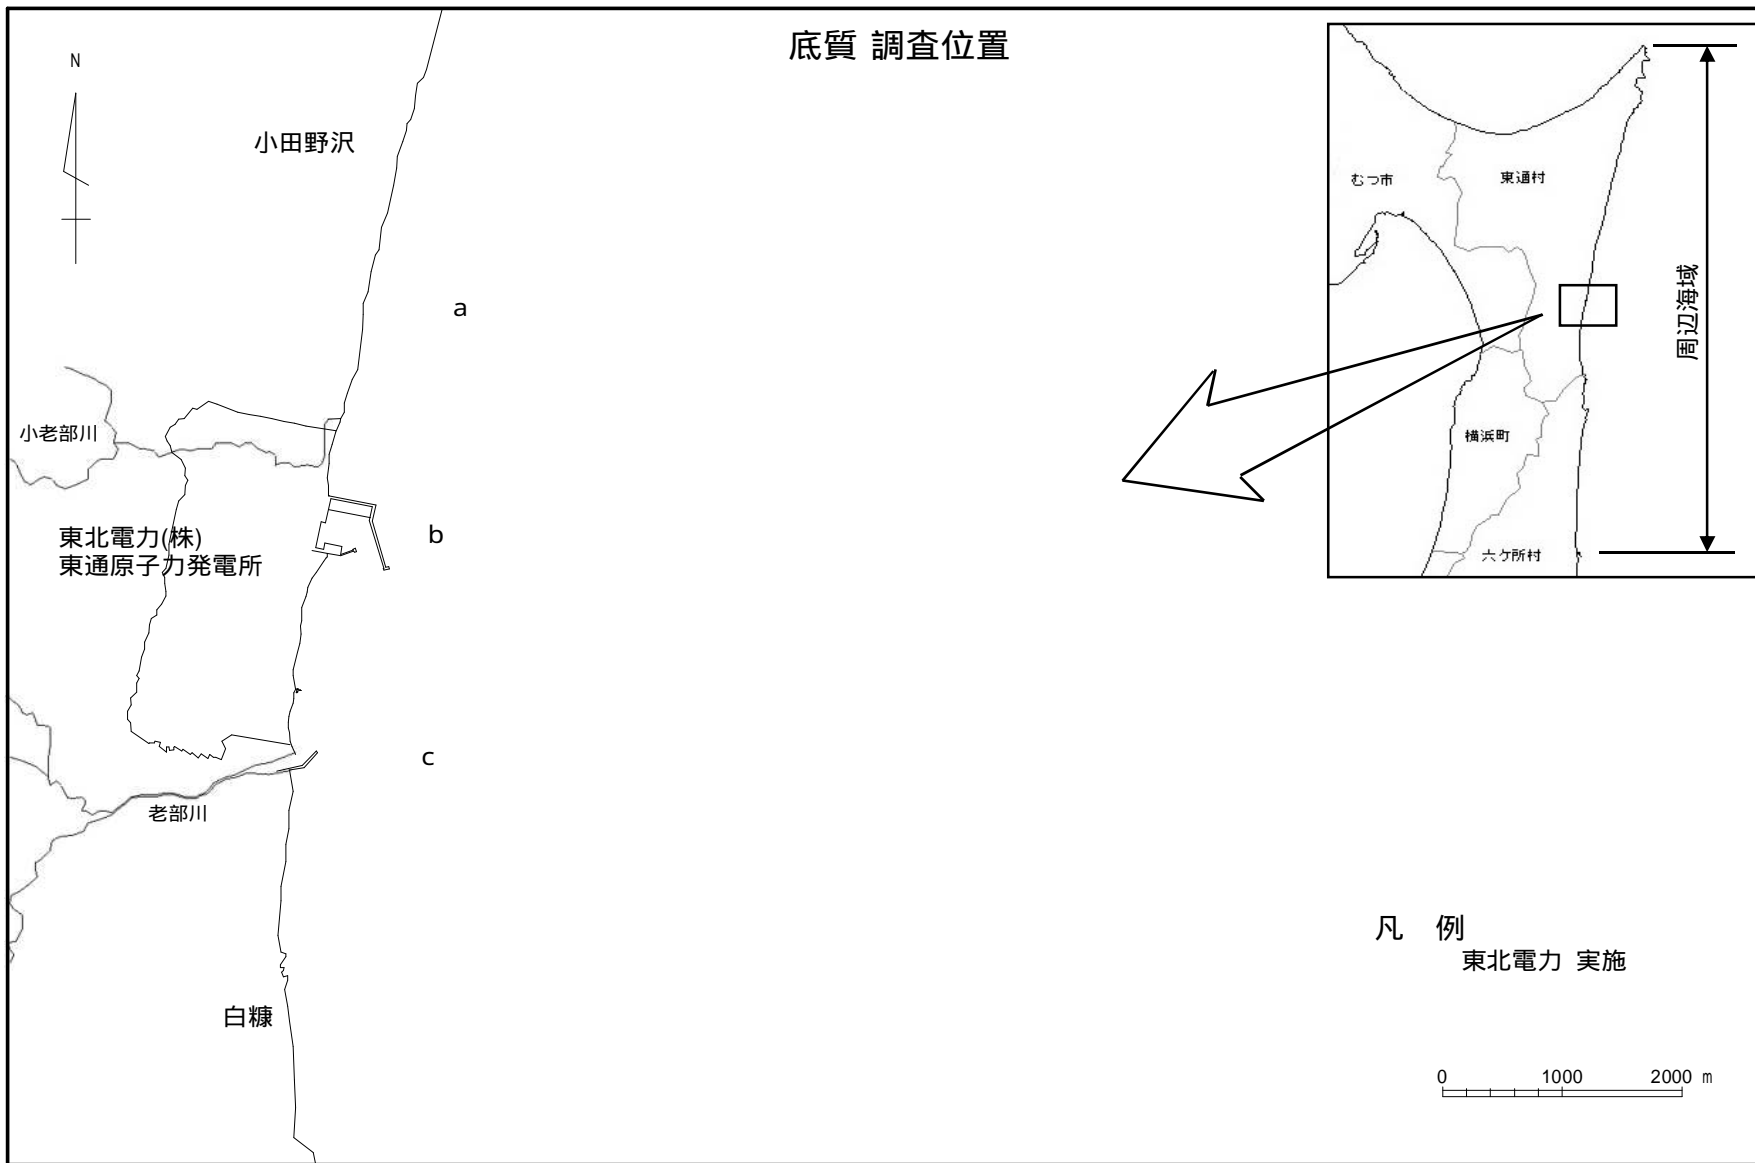 底質 調査位置
N
小田野沢
むつ市
東通村
周辺海域
a
小老部川
横浜町
東北電力(株)
東通原子力発電所
b
六ケ所村
c
老部川
凡 例
東北電力 実施
白糠
0 1000 2000 m